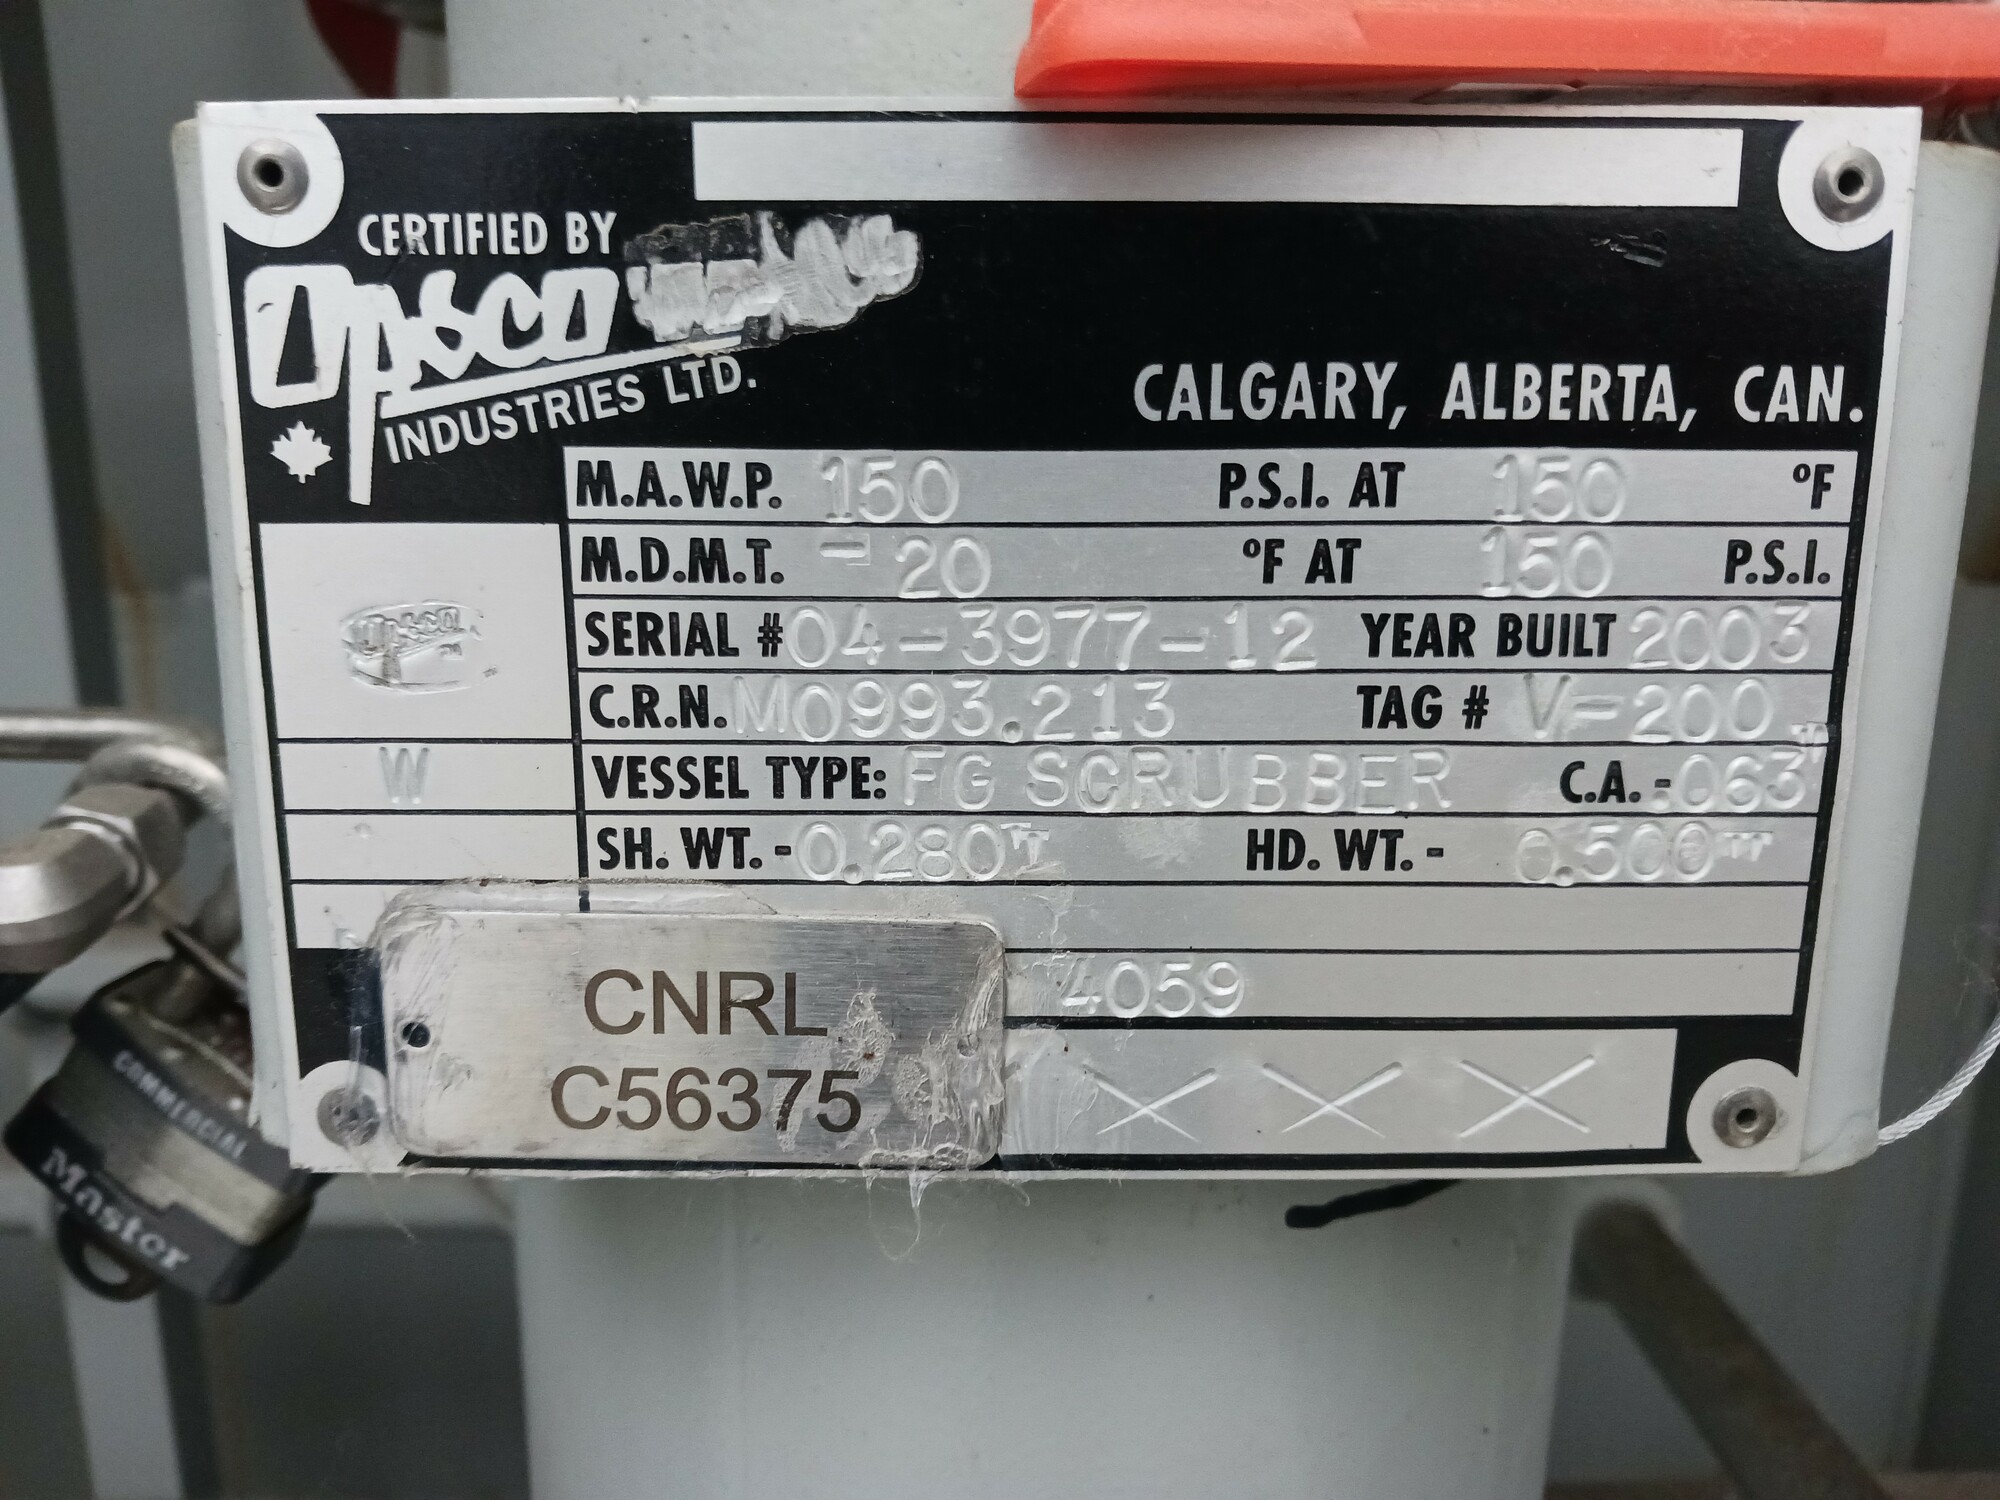 CERTIFIED BY
Opsco
INDUSTRIES LTD.
CALGARY, ALBERTA, CAN.
M.A.W.P. 150 P.S.I. AT 150 °F
M.D.M.T. -20 °F AT 150 P.S.I.
SERIAL # 04-3977-12 YEAR BUILT 2003
C.R.N. M0993.213 TAG # V-200
W VESSEL TYPE: FG SCRUBBER C.A. - .063"
SH. WT. - 0.280" HD. WT. - 0.500"
4059
CNRL
C56375
X X X
COMMERCIAL
Master